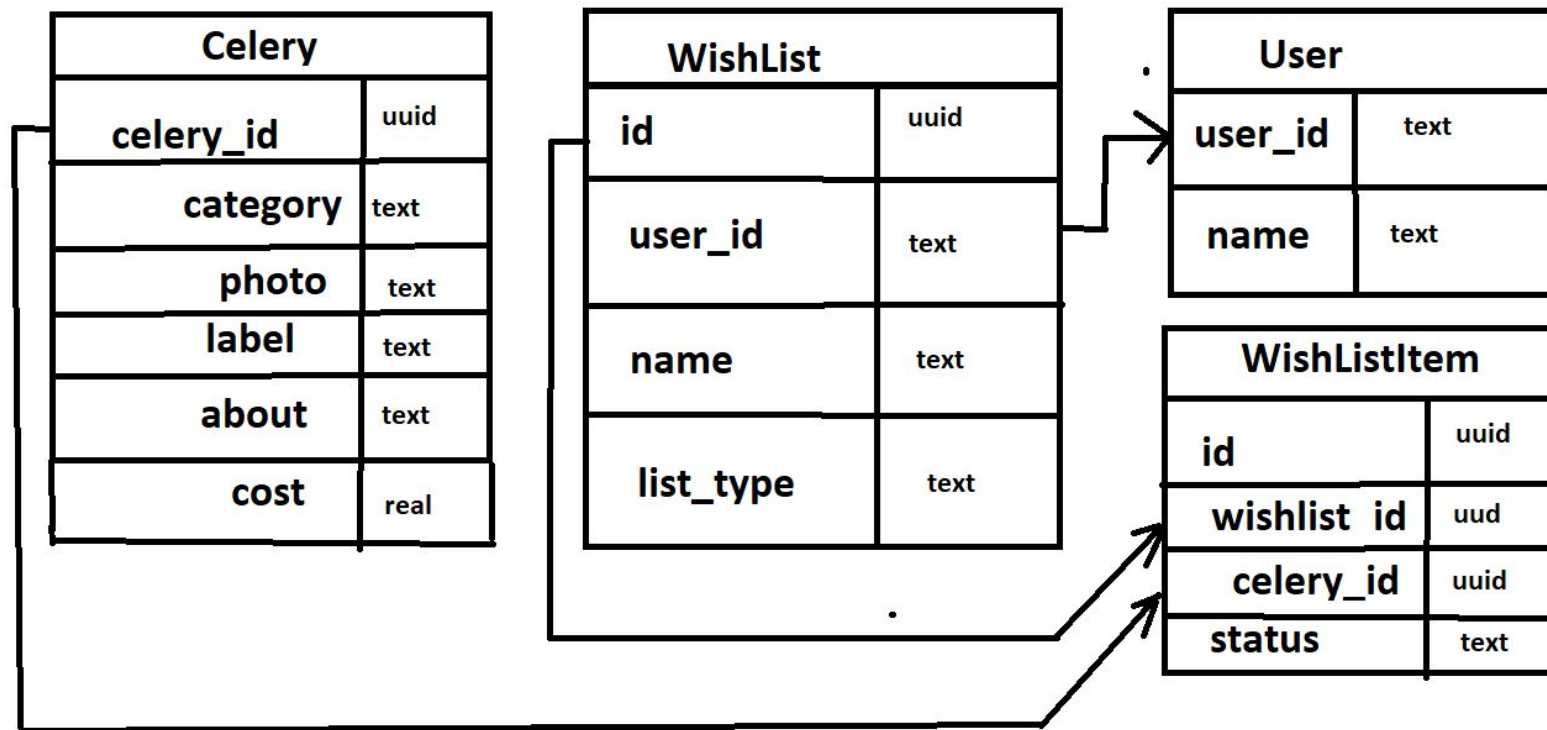 Celery
celery_id uuid
category text
photo text
label text
about text
cost real
WishList
id uuid
user_id text
name text
list_type text
User
user_id text
name text
WishListItem
id uuid
wishlist id uud
celery_id uuid
status text